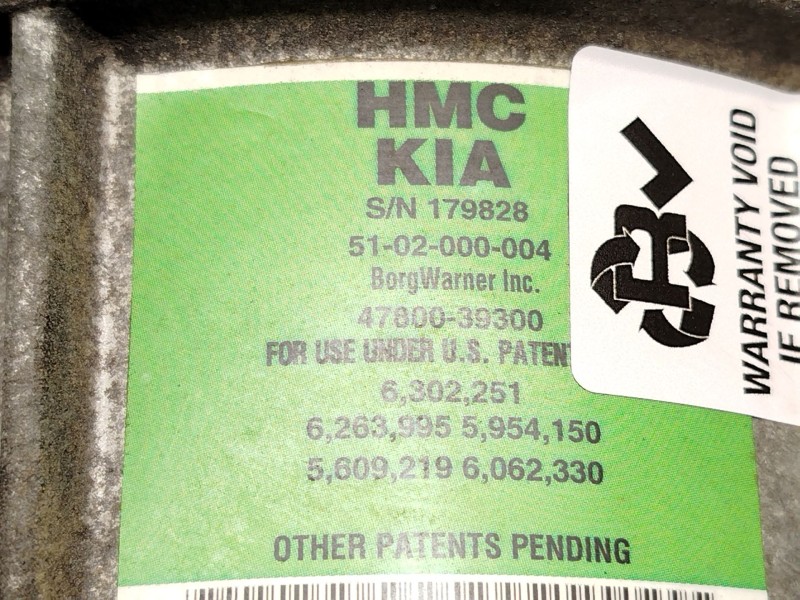 HMC
KIA
S/N 179828
51-02-000-004
BorgWarner Inc.
47800-39300
FOR USE UNDER U.S. PATEN
6,302,251
6,263,995 5,954,150
5,609,219 6,062,330
OTHER PATENTS PENDING
WARRANTY VOID
IF REMOVED